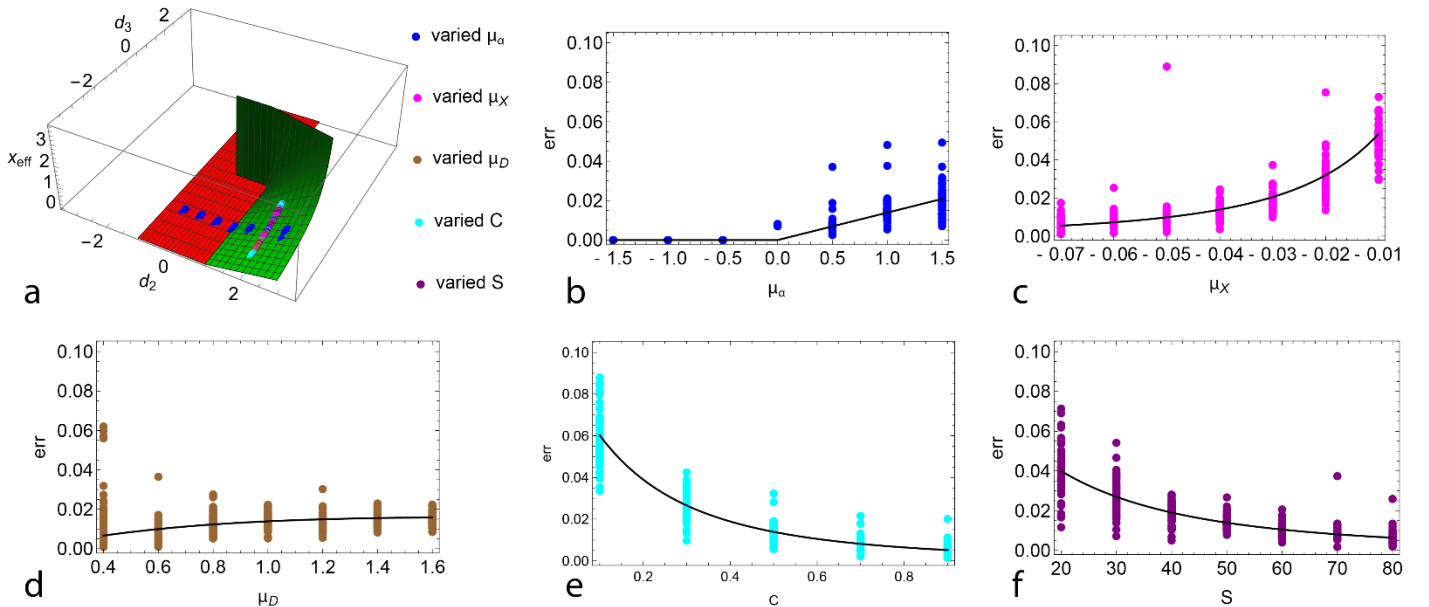 d3
2
0
−2
3
2
1
0
xeff
−2
0
d2
2
varied μα
varied μX
varied μD
varied C
varied S
a
0.10
0.08
0.06
0.04
0.02
0.00
err
- 1.5 - 1.0 - 0.5 0.0 0.5 1.0 1.5
μα
b
0.10
0.08
0.06
0.04
0.02
0.00
err
- 0.07 - 0.06 - 0.05 - 0.04 - 0.03 - 0.02 - 0.01
μX
c
0.10
0.08
0.06
0.04
0.02
0.00
err
0.4 0.6 0.8 1.0 1.2 1.4 1.6
μD
d
0.10
0.08
0.06
0.04
0.02
0.00
err
0.2 0.4 0.6 0.8
C
e
0.10
0.08
0.06
0.04
0.02
0.00
err
20 30 40 50 60 70 80
S
f